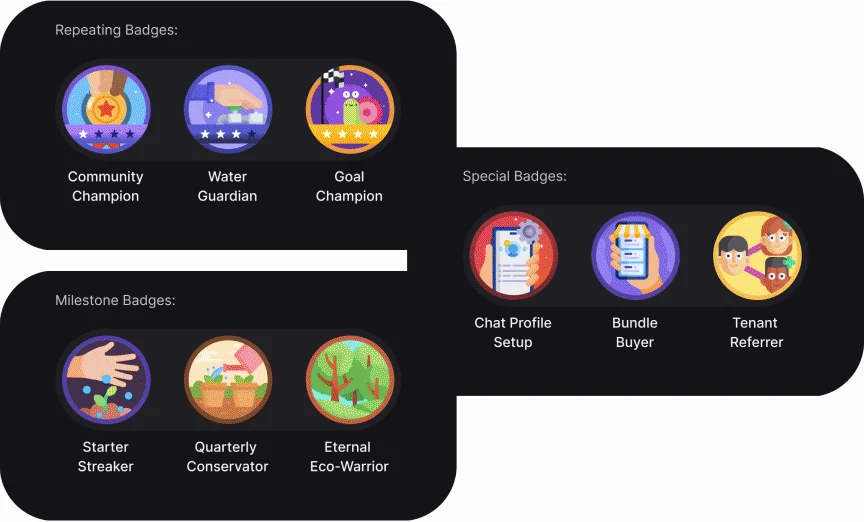 Repeating Badges:
Community
Champion
Water
Guardian
Goal
Champion
Special Badges:
Chat Profile
Setup
Bundle
Buyer
Tenant
Referrer
Milestone Badges:
Starter
Streaker
Quarterly
Conservator
Eternal
Eco-Warrior